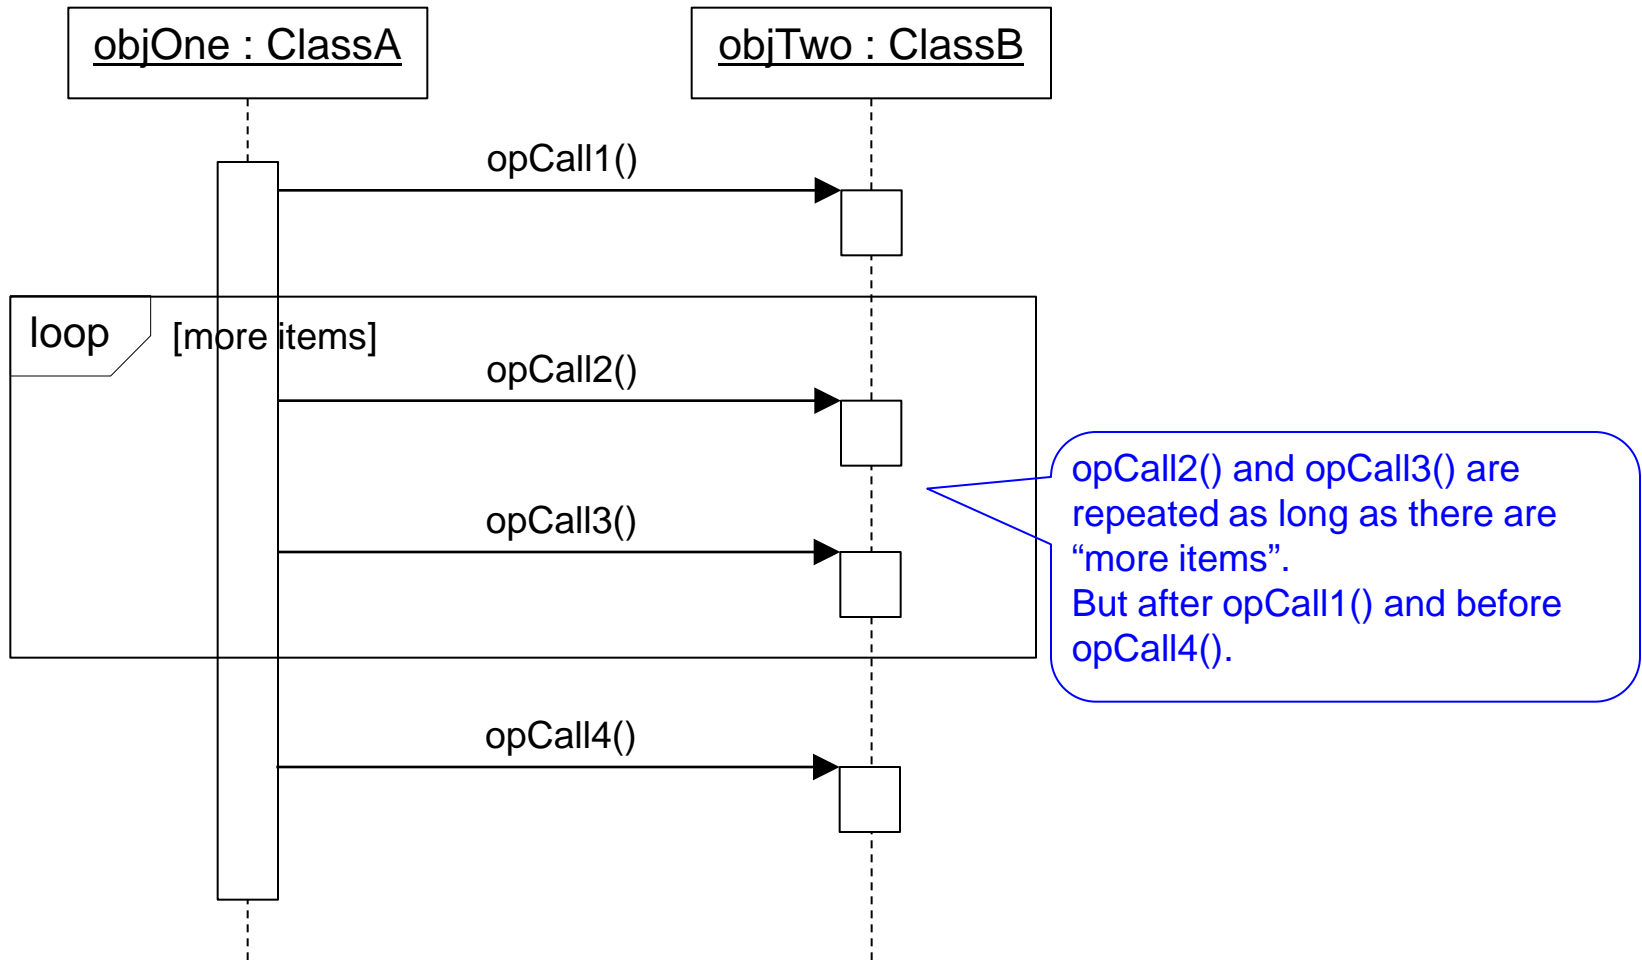 objOne : ClassA
objTwo : ClassB
opCall1()
loop
[more items]
opCall2()
opCall3()
opCall2() and opCall3() are
repeated as long as there are
“more items”.
But after opCall1() and before
opCall4().
opCall4()